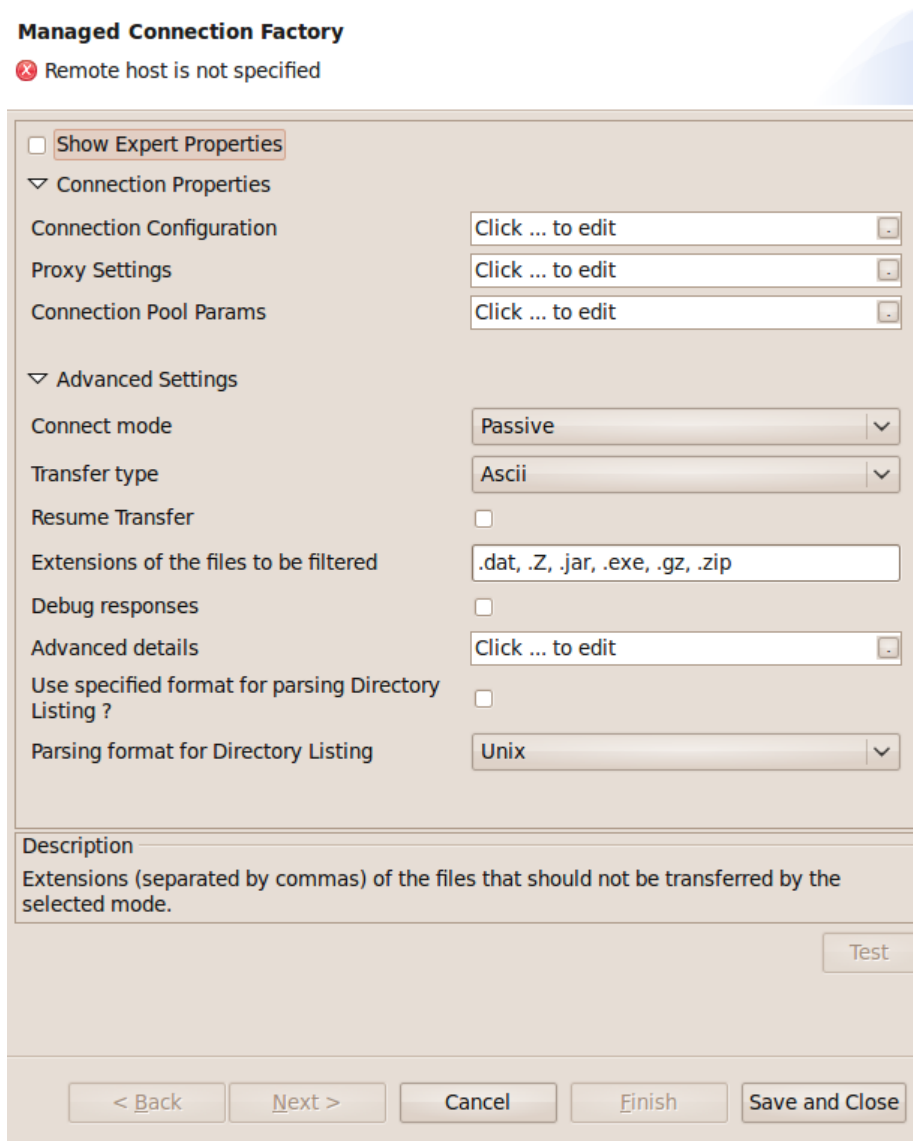 Managed Connection Factory
Remote host is not specified
Show Expert Properties
Connection Properties
Connection Configuration Click ... to edit .
Proxy Settings Click ... to edit .
Connection Pool Params Click ... to edit .
Advanced Settings
Connect mode Passive
Transfer type Ascii
Resume Transfer
Extensions of the files to be filtered .dat, .Z, .jar, .exe, .gz, .zip
Debug responses
Advanced details Click ... to edit .
Use specified format for parsing Directory
Listing ?
Parsing format for Directory Listing Unix
Description
Extensions (separated by commas) of the files that should not be transferred by the
selected mode.
Test
< Back Next > Cancel Finish Save and Close